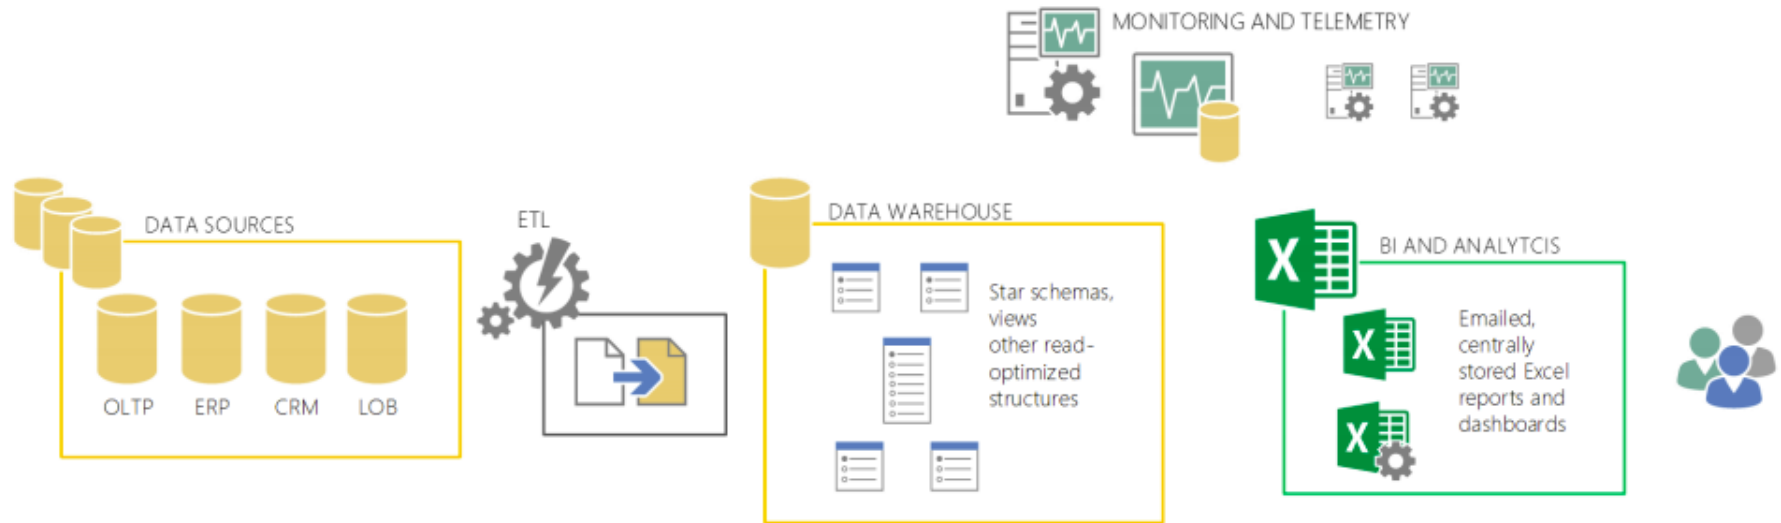 MONITORING AND TELEMETRY
DATA SOURCES
OLTP
ERP
CRM
LOB
ETL
DATA WAREHOUSE
Star schemas,
views
other read-
optimized
structures
X
BI AND ANALYTCIS
X
X
Emailed,
centrally
stored Excel
reports and
dashboards